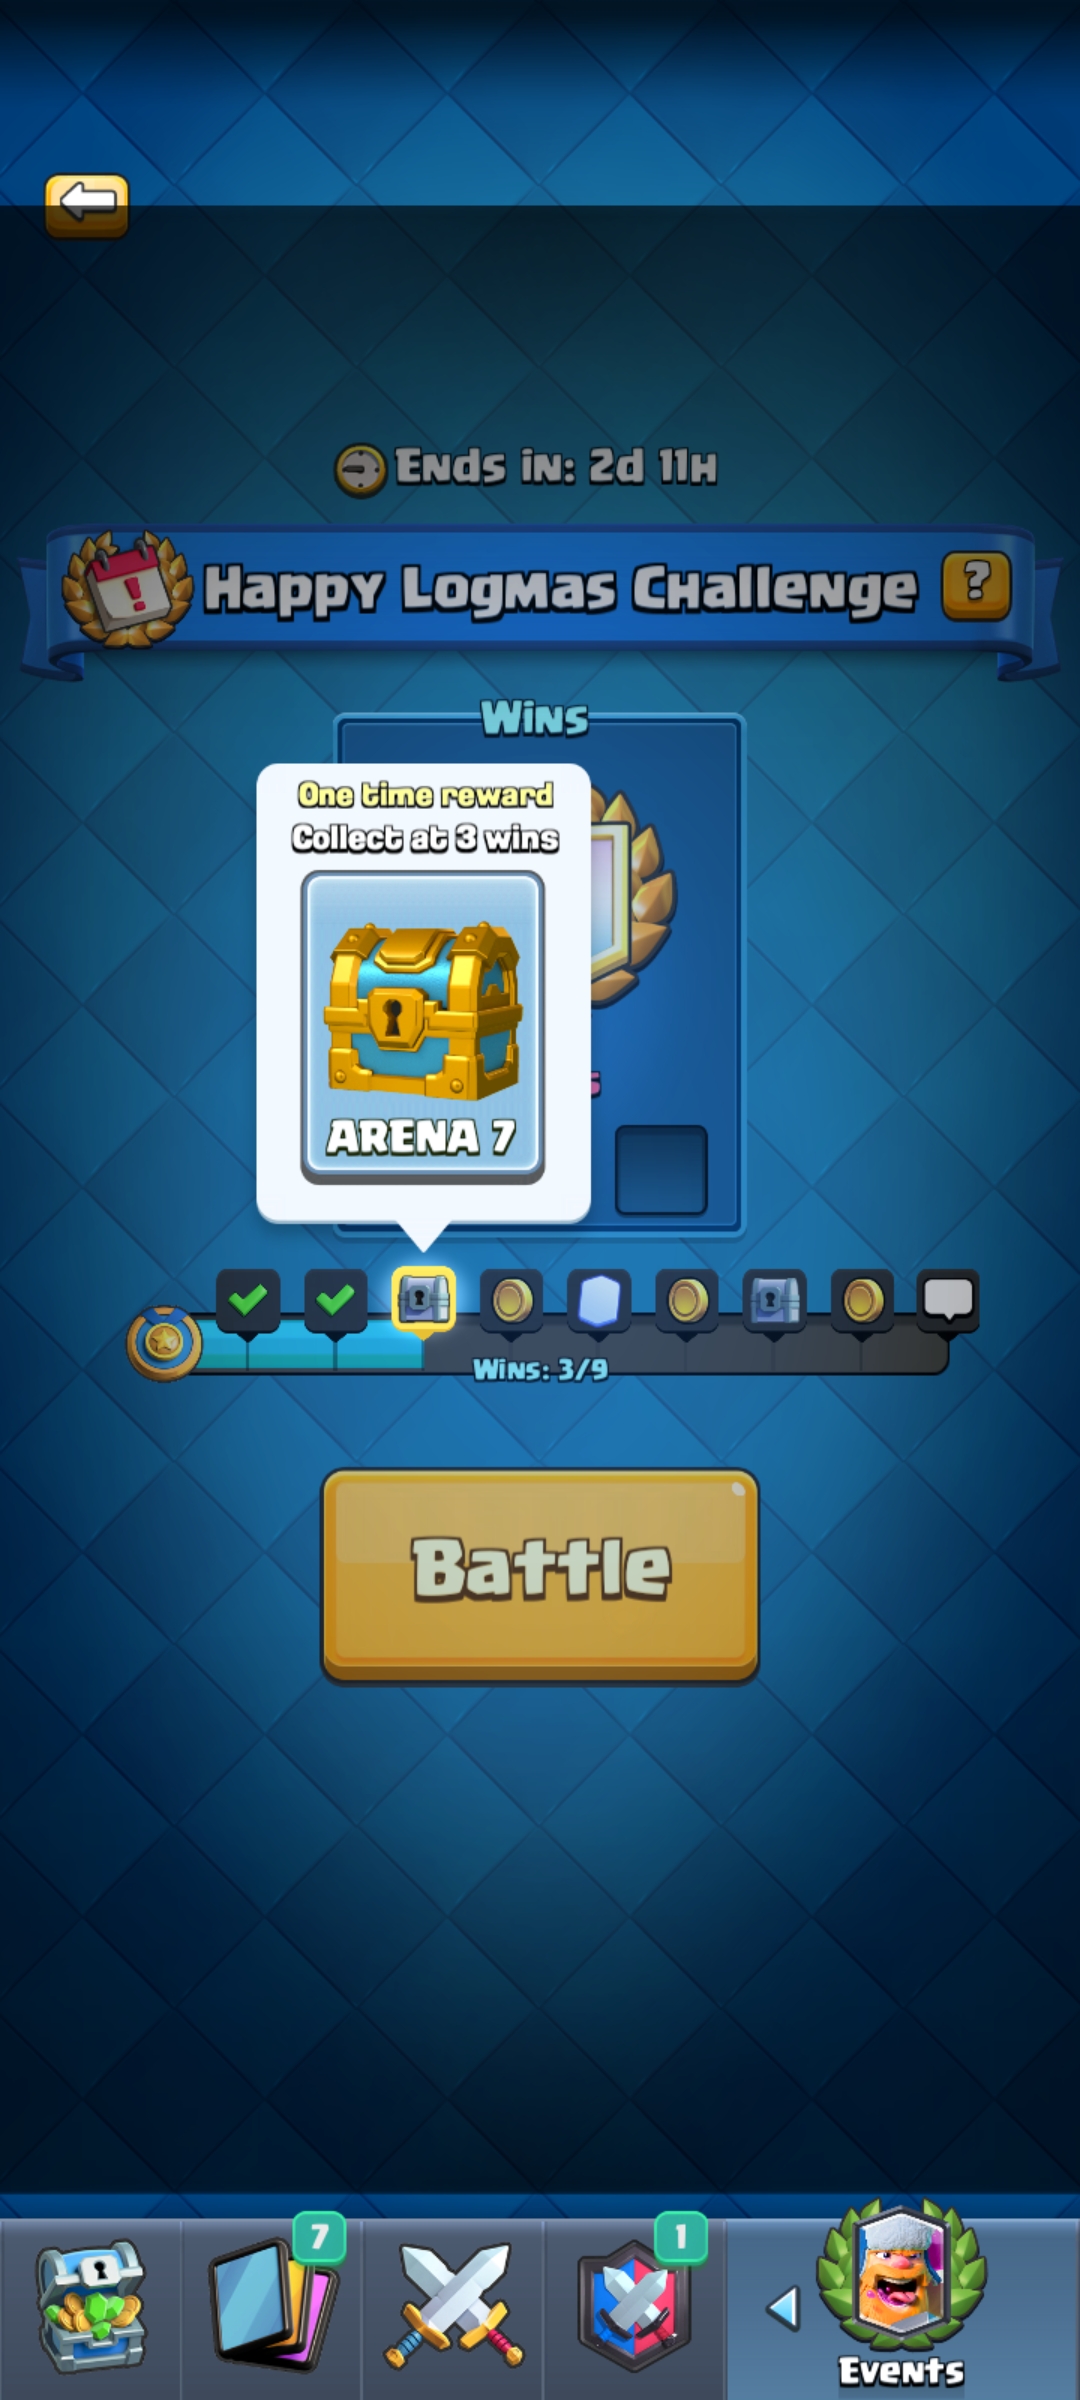 Ends in: 2d 11h
Happy Logmas Challenge
?
Wins
One time reward
Collect at 3 wins
ARENA 7
Wins: 3/9
Battle
7
1
Events